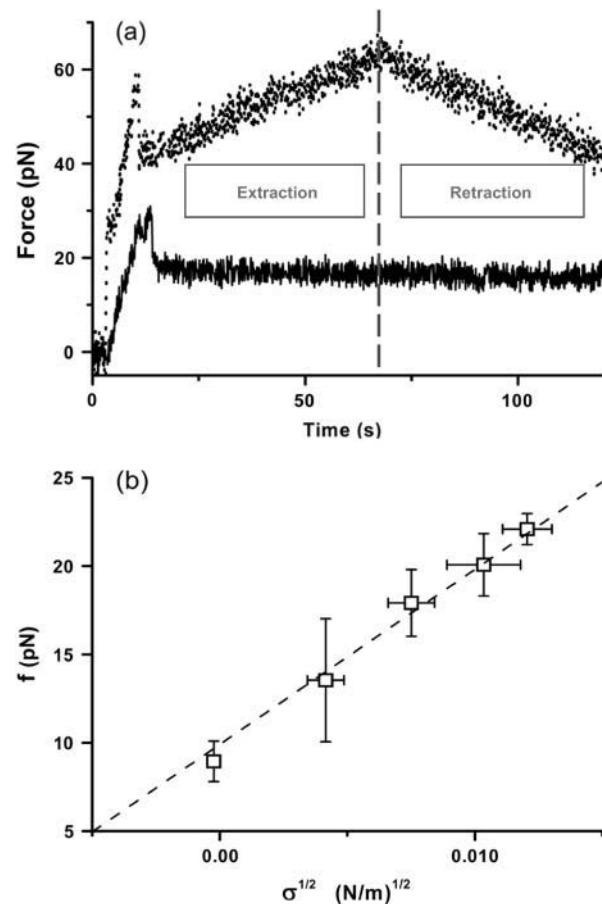 (a)
60
40
20
0
Force (pN)
Extraction
Retraction
0 50 100
Time (s)
(b)
25
20
15
10
5
f (pN)
0.00 0.010
σ^1/2 (N/m)^1/2